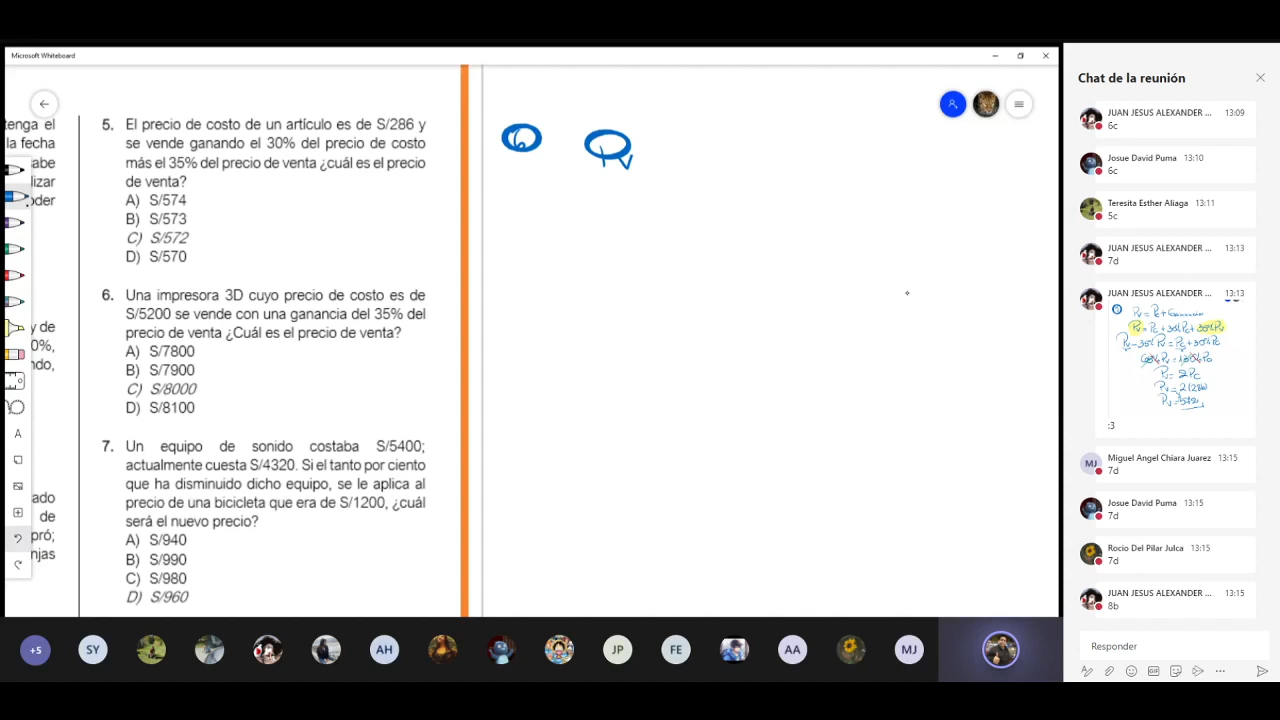 Microsoft Whiteboard
Chat de la reunión
tenga el
la fecha
abe
lizar
oder
y de
0%,
ndo,
ado
de
pró;
njas
5. El precio de costo de un artículo es de S/286 y
se vende ganando el 30% del precio de costo
más el 35% del precio de venta ¿cuál es el precio
de venta?
A) S/574
B) S/573
C) S/572
D) S/570
6. Una impresora 3D cuyo precio de costo es de
S/5200 se vende con una ganancia del 35% del
precio de venta ¿Cuál es el precio de venta?
A) S/7800
B) S/7900
C) S/8000
D) S/8100
7. Un equipo de sonido costaba S/5400;
actualmente cuesta S/4320. Si el tanto por ciento
que ha disminuido dicho equipo, se le aplica al
precio de una bicicleta que era de S/1200, ¿cuál
será el nuevo precio?
A) S/940
B) S/990
C) S/980
D) S/960
6
JUAN JESUS ALEXANDER ... 13:09
6c
Josue David Puma 13:10
6c
Teresita Esther Aliaga 13:11
5c
JUAN JESUS ALEXANDER ... 13:13
7d
JUAN JESUS ALEXANDER ... 13:13
:3
MJ Miguel Angel Chiara Juarez 13:15
7d
Josue David Puma 13:15
7d
Rocio Del Pilar Julca 13:15
7d
JUAN JESUS ALEXANDER ... 13:15
8b
Responder
GIF
A
+5 SY AH JP FE AA MJ